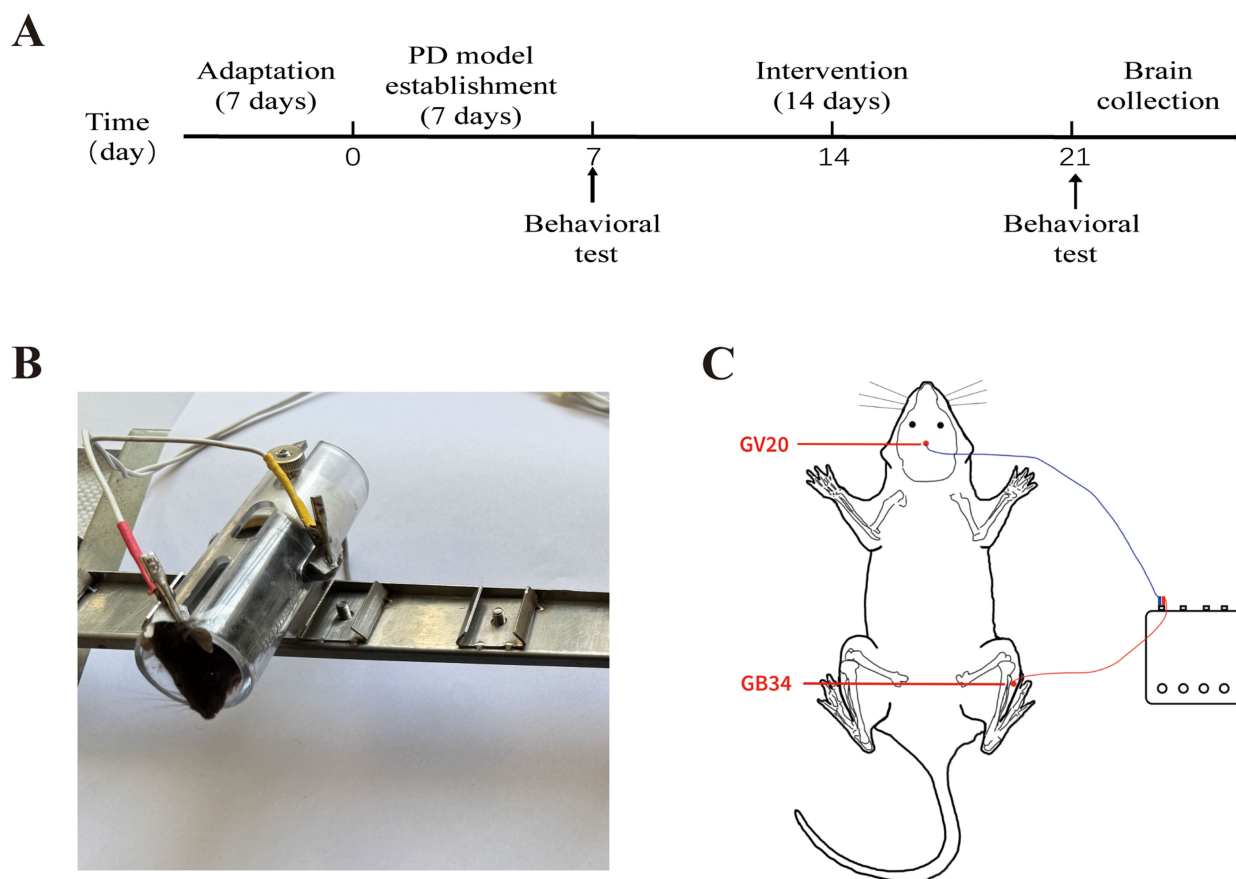 A
Adaptation
(7 days)
PD model
establishment
(7 days)
Intervention
(14 days)
Brain
collection
Time
(day)
0
7
14
21
Behavioral
test
Behavioral
test
B
C
GV20
GB34